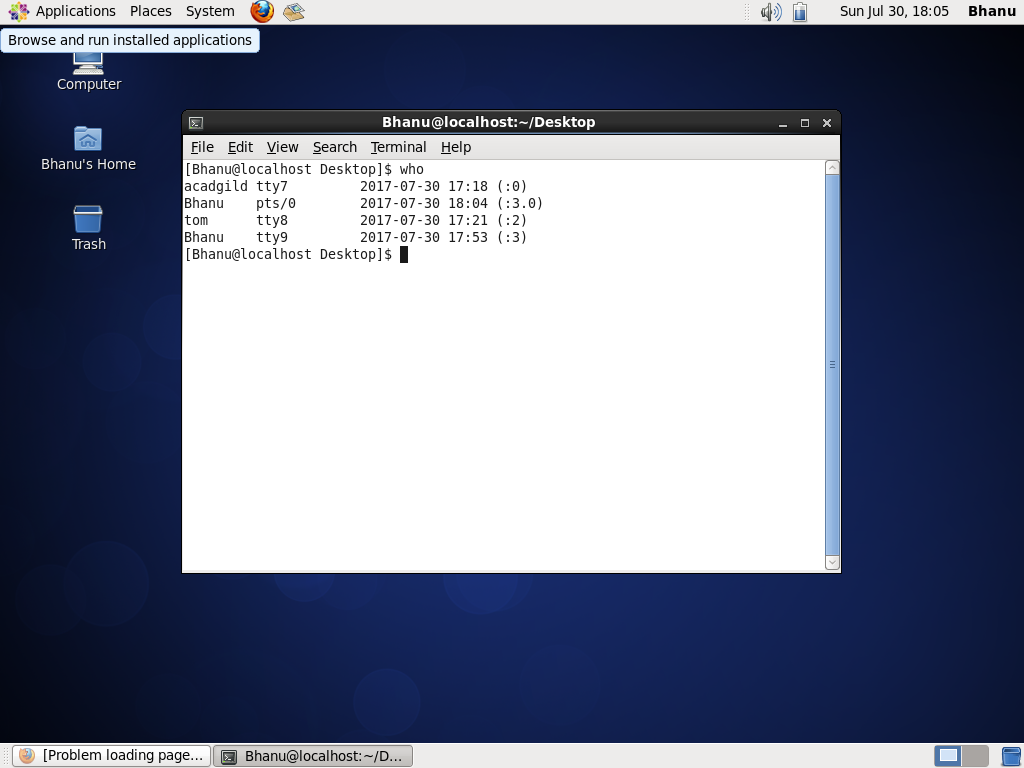 Applications Places System Sun Jul 30, 18:05 Bhanu
Browse and run installed applications
Computer
Bhanu's Home
Trash
Bhanu@localhost:~/Desktop
File Edit View Search Terminal Help
[Bhanu@localhost Desktop]$ who
acadgild tty7         2017-07-30 17:18 (:0)
Bhanu    pts/0        2017-07-30 18:04 (:3.0)
tom      tty8         2017-07-30 17:21 (:2)
Bhanu    tty9         2017-07-30 17:53 (:3)
[Bhanu@localhost Desktop]$
[Problem loading page... Bhanu@localhost:~/D...